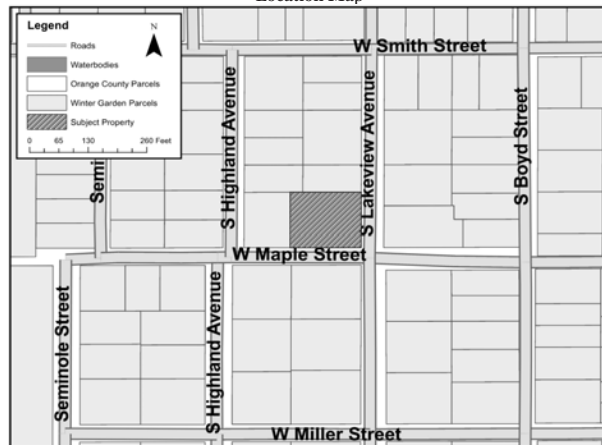 Location Map
Legend
Roads
Waterbodies
Orange County Parcels
Winter Garden Parcels
Subject Property
0 65 130 260 Feet
N
W Smith Street
S Highland Avenue
S Lakeview Avenue
S Boyd Street
Semi
W Maple Street
Seminole Street
S Highland Avenue
W Miller Street